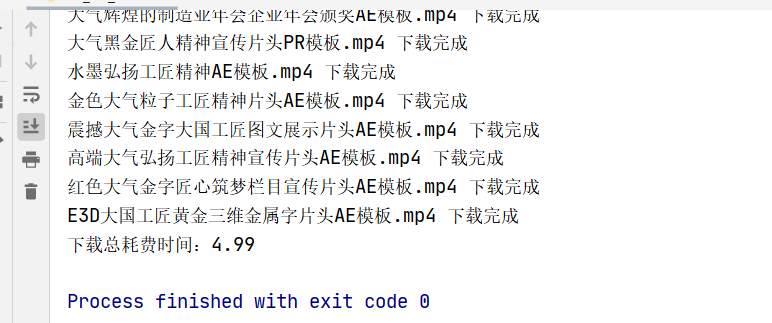 大气辉煌的制造业年会企业年会颁奖AE模板.mp4 下载完成
大气黑金匠人精神宣传片头PR模板.mp4 下载完成
水墨弘扬工匠精神AE模板.mp4 下载完成
金色大气粒子工匠精神片头AE模板.mp4 下载完成
震撼大气金字大国工匠图文展示片头AE模板.mp4 下载完成
高端大气弘扬工匠精神宣传片头AE模板.mp4 下载完成
红色大气金字匠心筑梦栏目宣传片头AE模板.mp4 下载完成
E3D大国工匠黄金三维金属字片头AE模板.mp4 下载完成
下载总耗费时间：4.99
Process finished with exit code 0